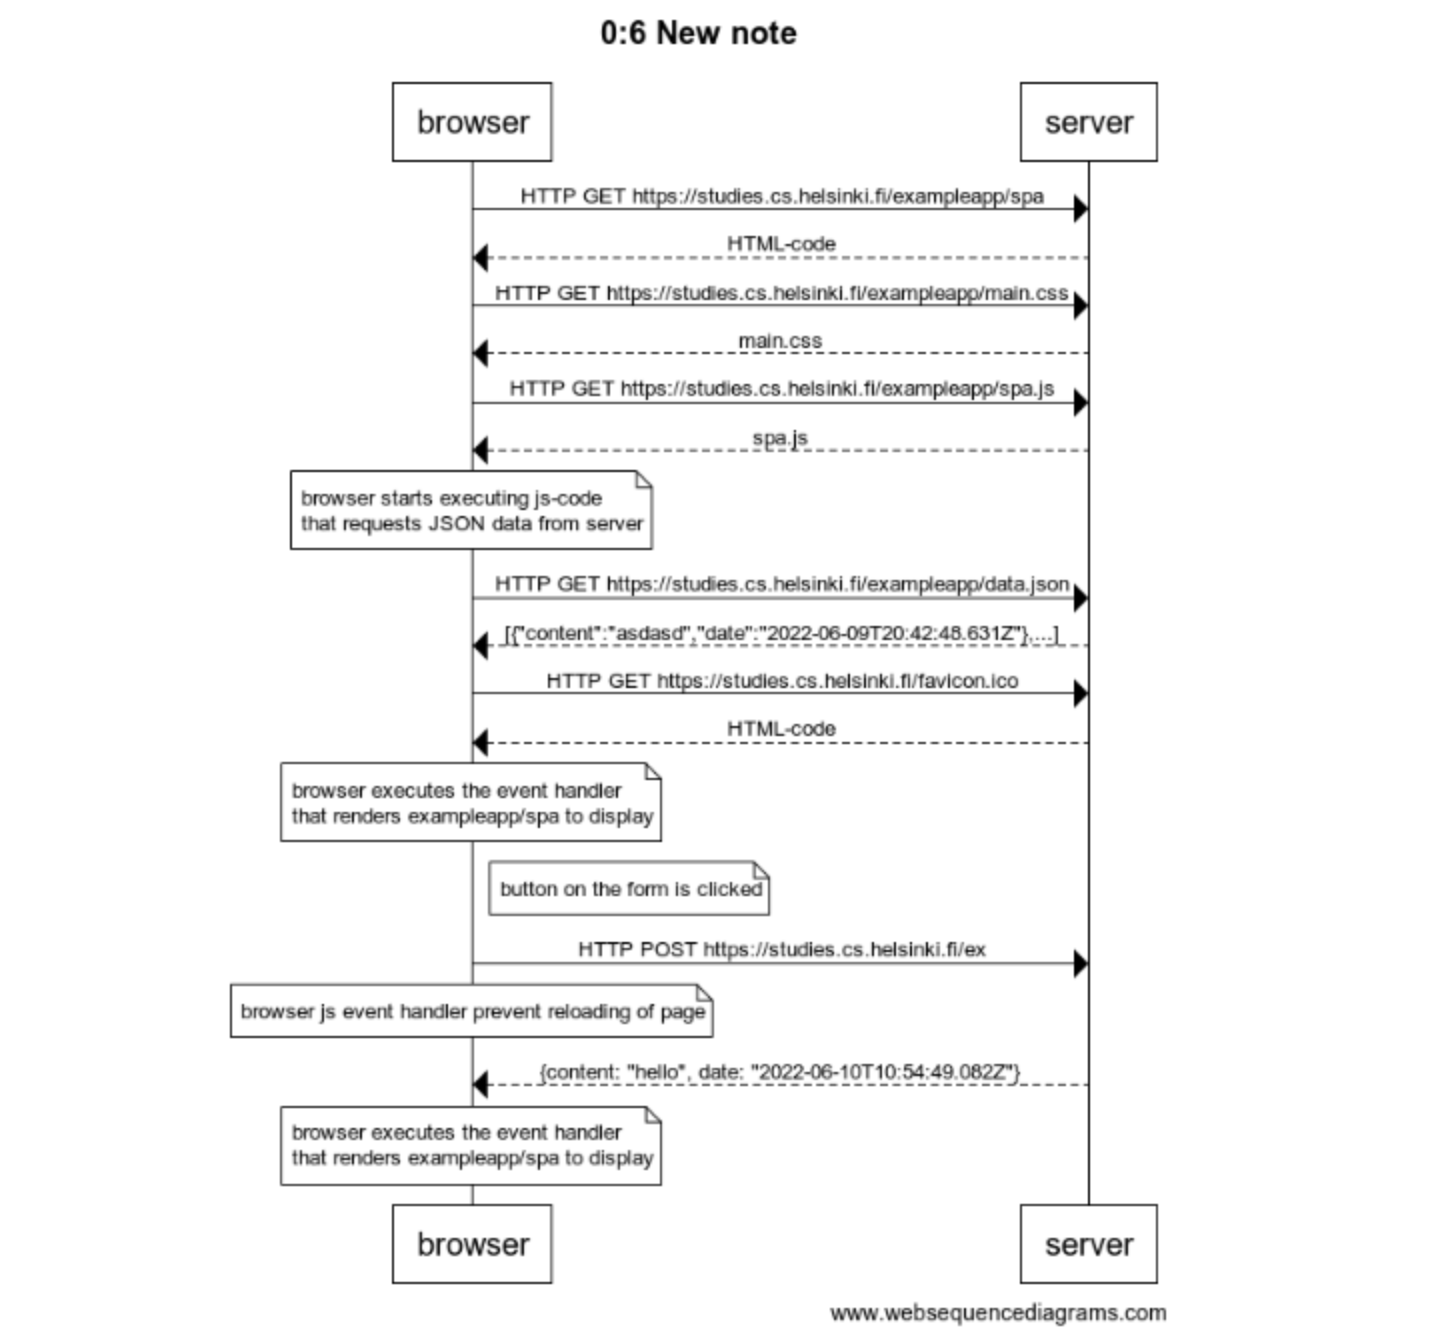 0:6 New note
browser
server
HTTP GET https://studies.cs.helsinki.fi/exampleapp/spa
HTML-code
HTTP GET https://studies.cs.helsinki.fi/exampleapp/main.css
main.css
HTTP GET https://studies.cs.helsinki.fi/exampleapp/spa.js
spa.js
browser starts executing js-code
that requests JSON data from server
HTTP GET https://studies.cs.helsinki.fi/exampleapp/data.json
[{"content":"asdasd","date":"2022-06-09T20:42:48.631Z"},...]
HTTP GET https://studies.cs.helsinki.fi/favicon.ico
HTML-code
browser executes the event handler
that renders exampleapp/spa to display
button on the form is clicked
HTTP POST https://studies.cs.helsinki.fi/ex
browser js event handler prevent reloading of page
{content: "hello", date: "2022-06-10T10:54:49.082Z"}
browser executes the event handler
that renders exampleapp/spa to display
browser
server
www.websequencediagrams.com